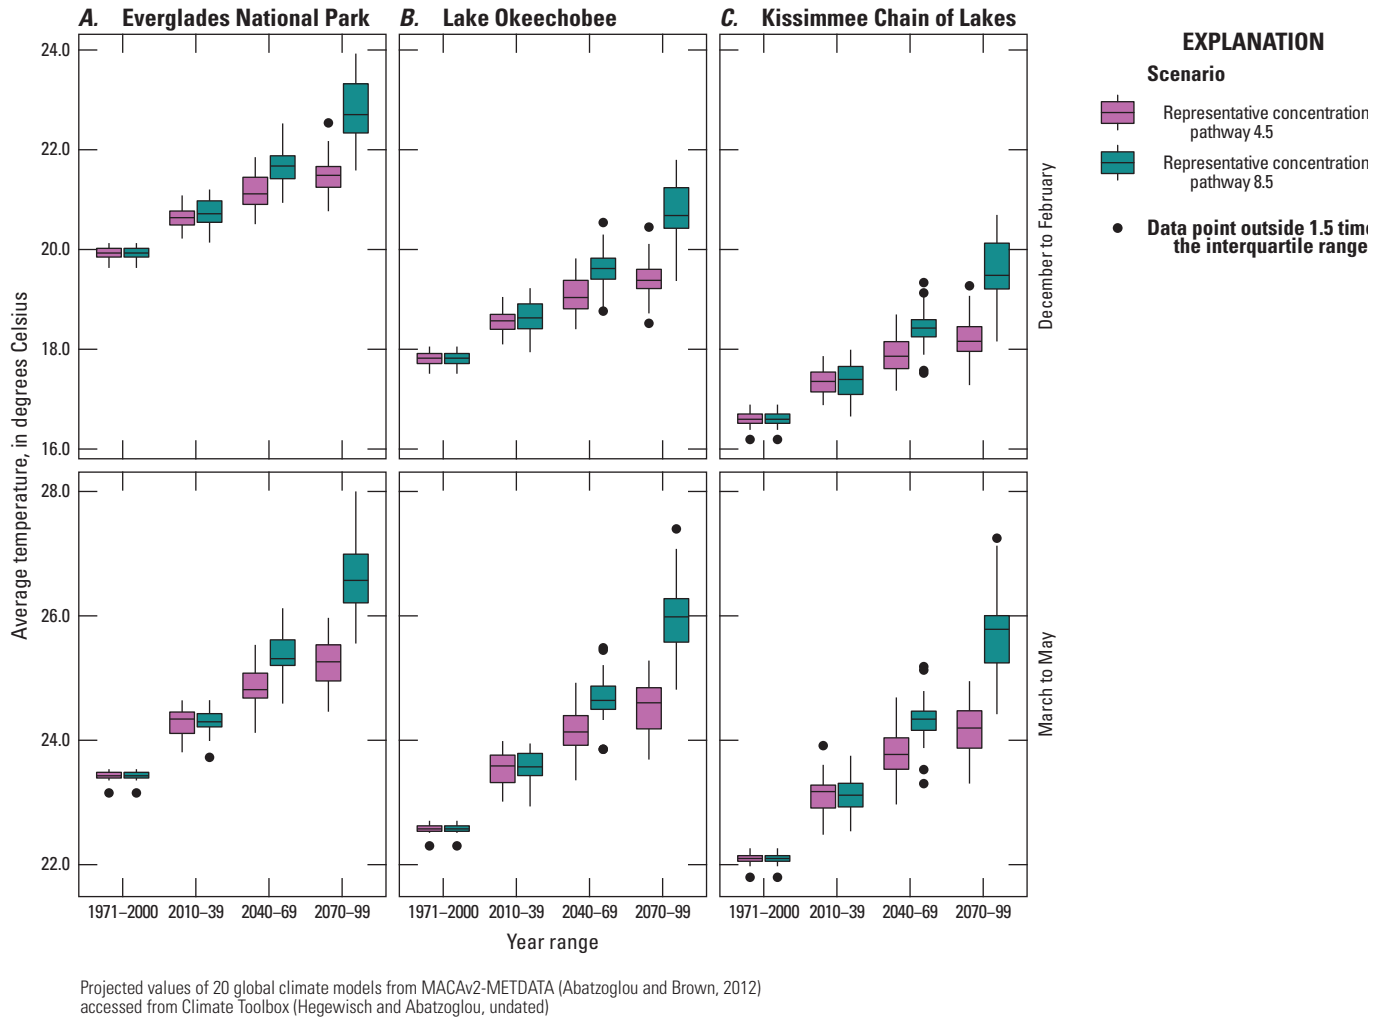 A. Everglades National Park
B. Lake Okeechobee
C. Kissimmee Chain of Lakes
24.0
22.0
20.0
18.0
16.0
December to February
28.0
26.0
24.0
22.0
March to May
Average temperature, in degrees Celsius
1971–2000 2010–39 2040–69 2070–99
1971–2000 2010–39 2040–69 2070–99
1971–2000 2010–39 2040–69 2070–99
Year range
EXPLANATION
Scenario
Representative concentration
pathway 4.5
Representative concentration
pathway 8.5
Data point outside 1.5 time
the interquartile range
Projected values of 20 global climate models from MACAv2-METDATA (Abatzoglou and Brown, 2012)
accessed from Climate Toolbox (Hegewisch and Abatzoglou, undated)